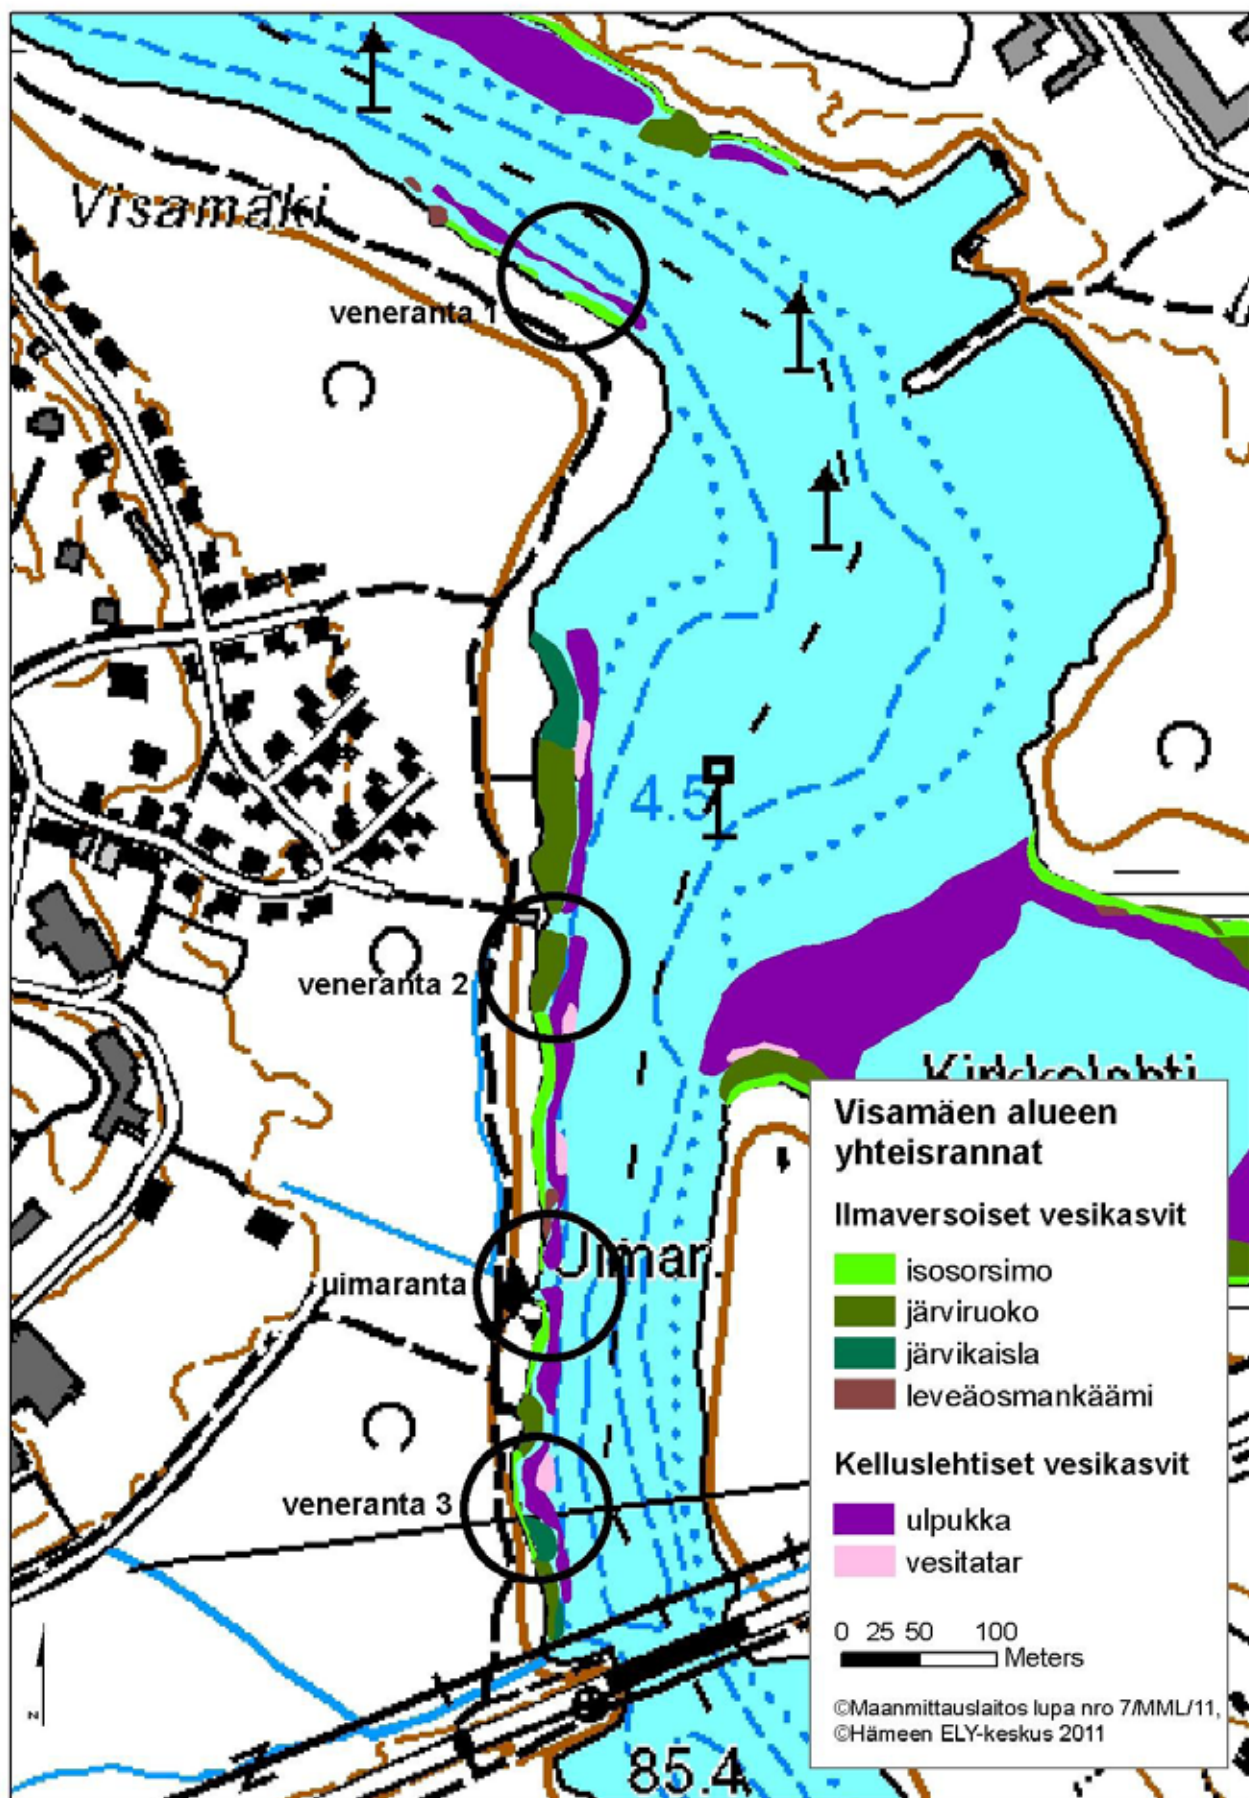 Visamäki
veneranta 1
4.5
veneranta 2
Kirkkolahti
Uimar.
uimaranta
veneranta 3
85.4
Visamäen alueen
yhteisrannat
Ilmaversoiset vesikasvit
isosorsimo
järviruoko
järvikaisla
leveäosmankäämi
Kelluslehtiset vesikasvit
ulpukka
vesitatar
0 25 50 100
Meters
©Maanmittauslaitos lupa nro 7/MML/11,
©Hämeen ELY-keskus 2011
N